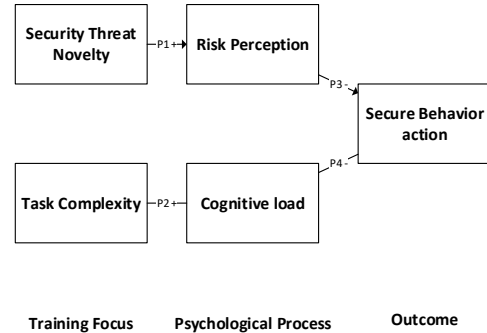 Security Threat
Novelty
P1+
Risk Perception
P3-
Secure Behavior
action
P4-
Task Complexity
P2+
Cognitive load
Training Focus
Psychological Process
Outcome